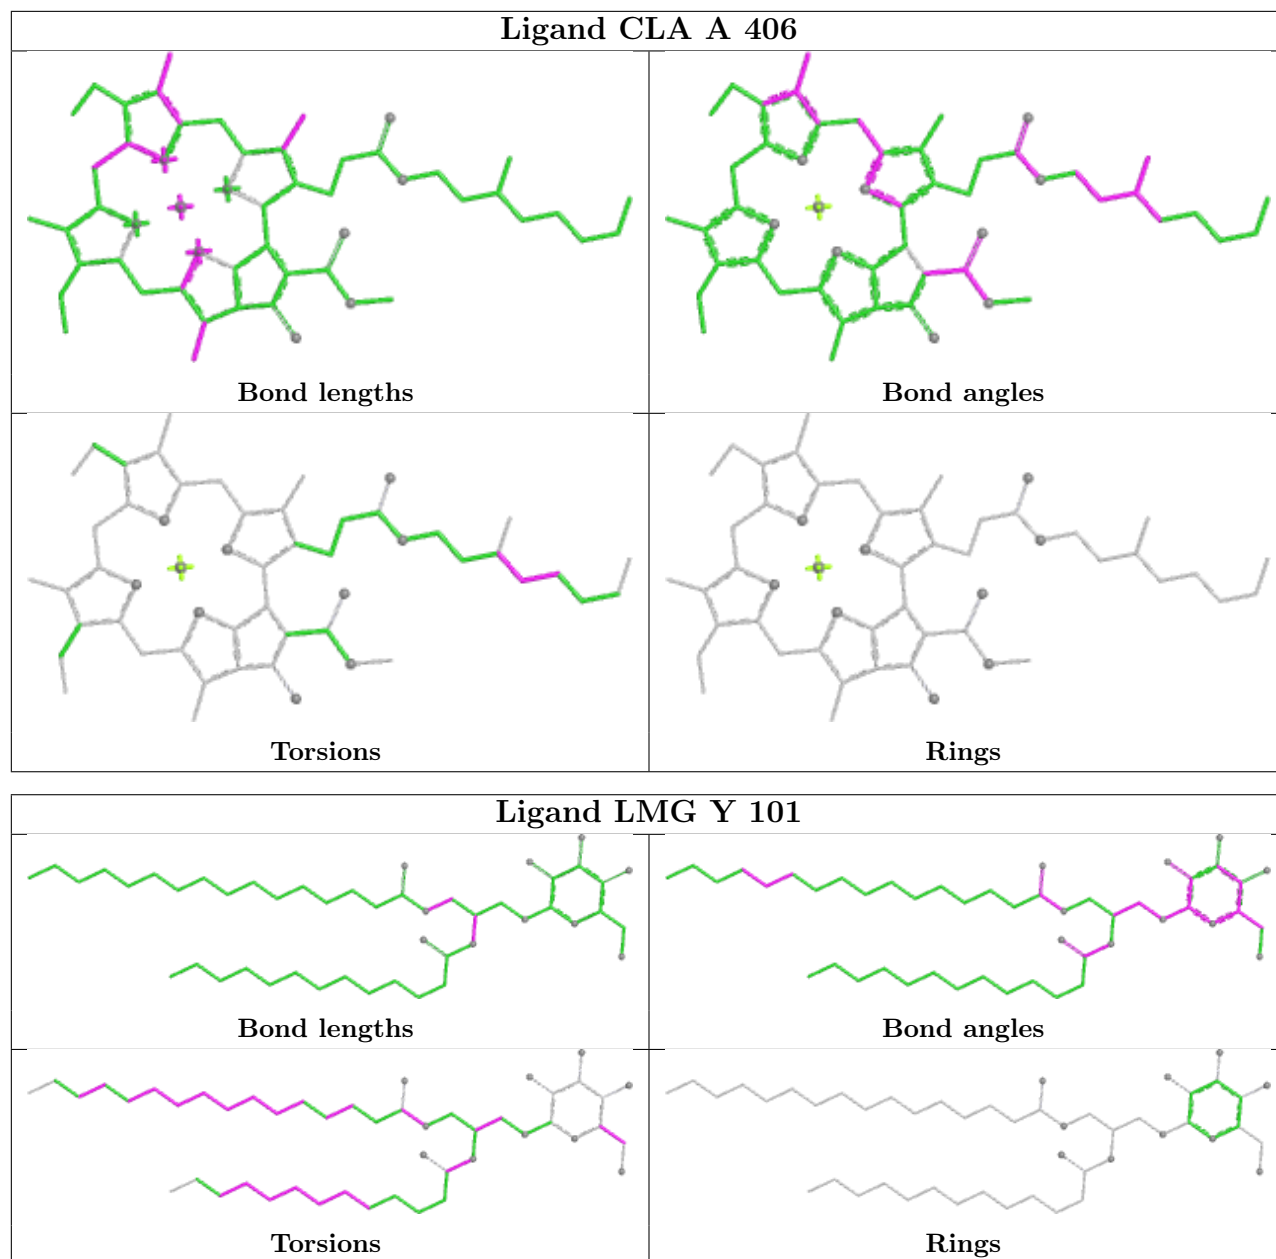 Ligand CLA A 406
Bond lengths
Bond angles
Torsions
Rings
Ligand LMG Y 101
Bond lengths
Bond angles
Torsions
Rings